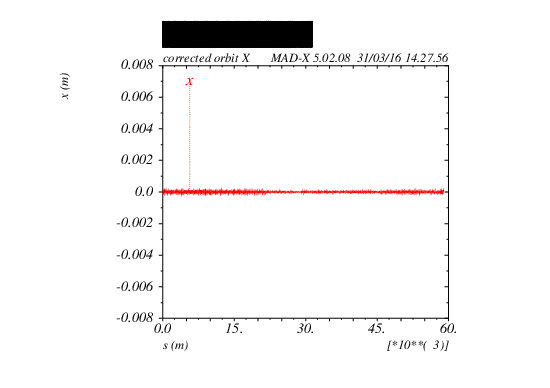 corrected orbit X MAD-X 5.02.08 31/03/16 14.27.56
x (m)
0.008
x
0.006
0.004
0.002
0.0
-0.002
-0.004
-0.006
-0.008
0.0 15. 30. 45. 60.
s (m) [*10**( 3)]